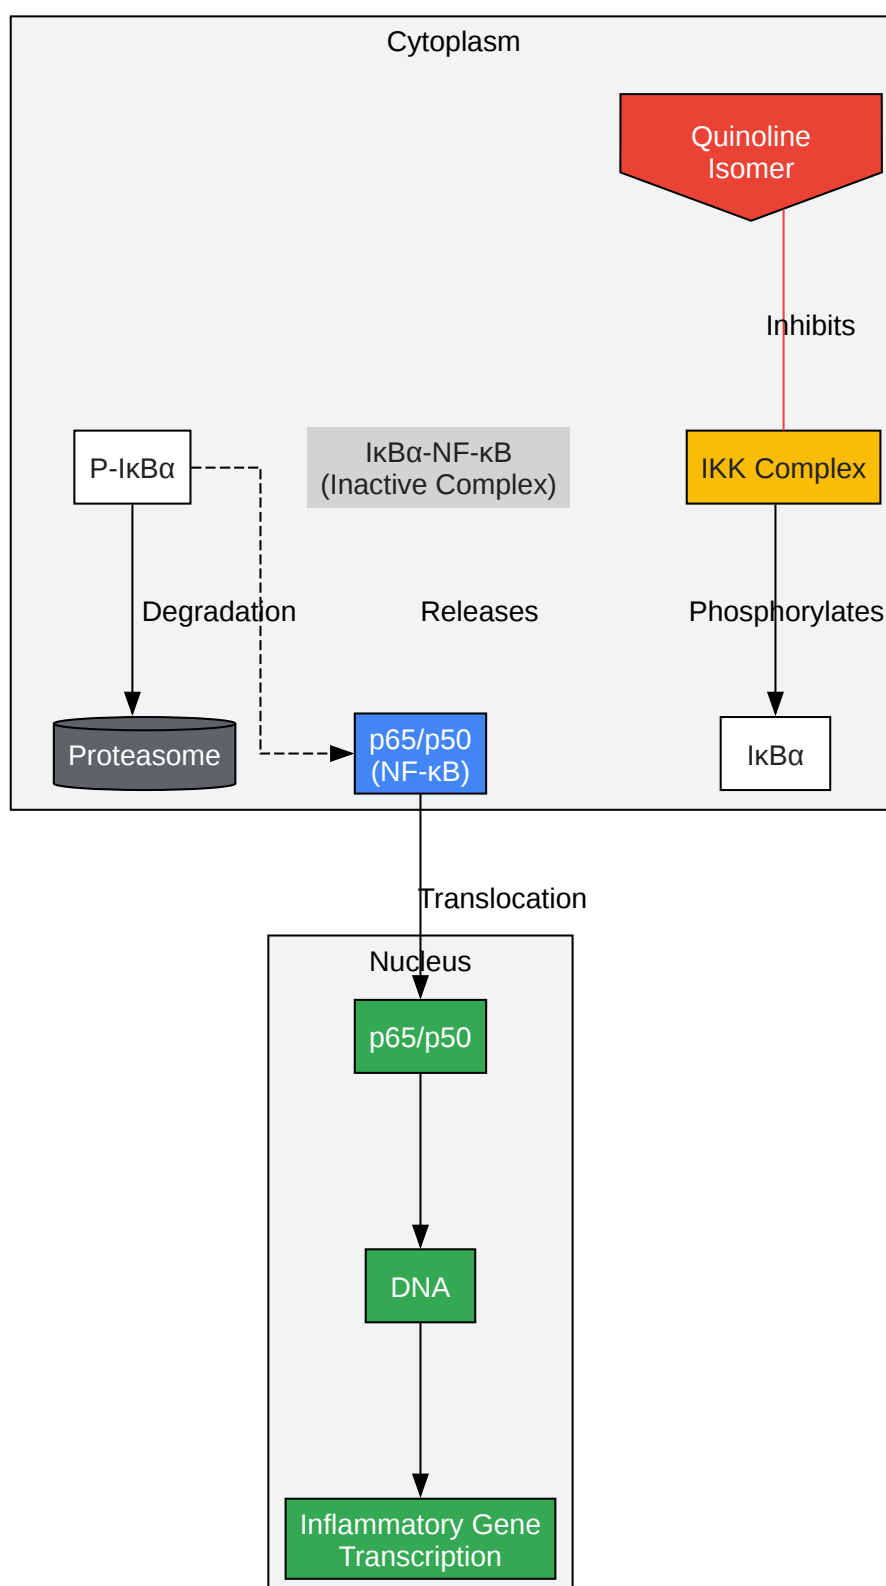 Cytoplasm
Quinoline
Isomer
Inhibits
P-IκBα
IκBα-NF-κB
(Inactive Complex)
IKK Complex
Degradation
Releases
Phosphorylates
Proteasome
p65/p50
(NF-κB)
IκBα
Translocation
Nucleus
p65/p50
DNA
Inflammatory Gene
Transcription